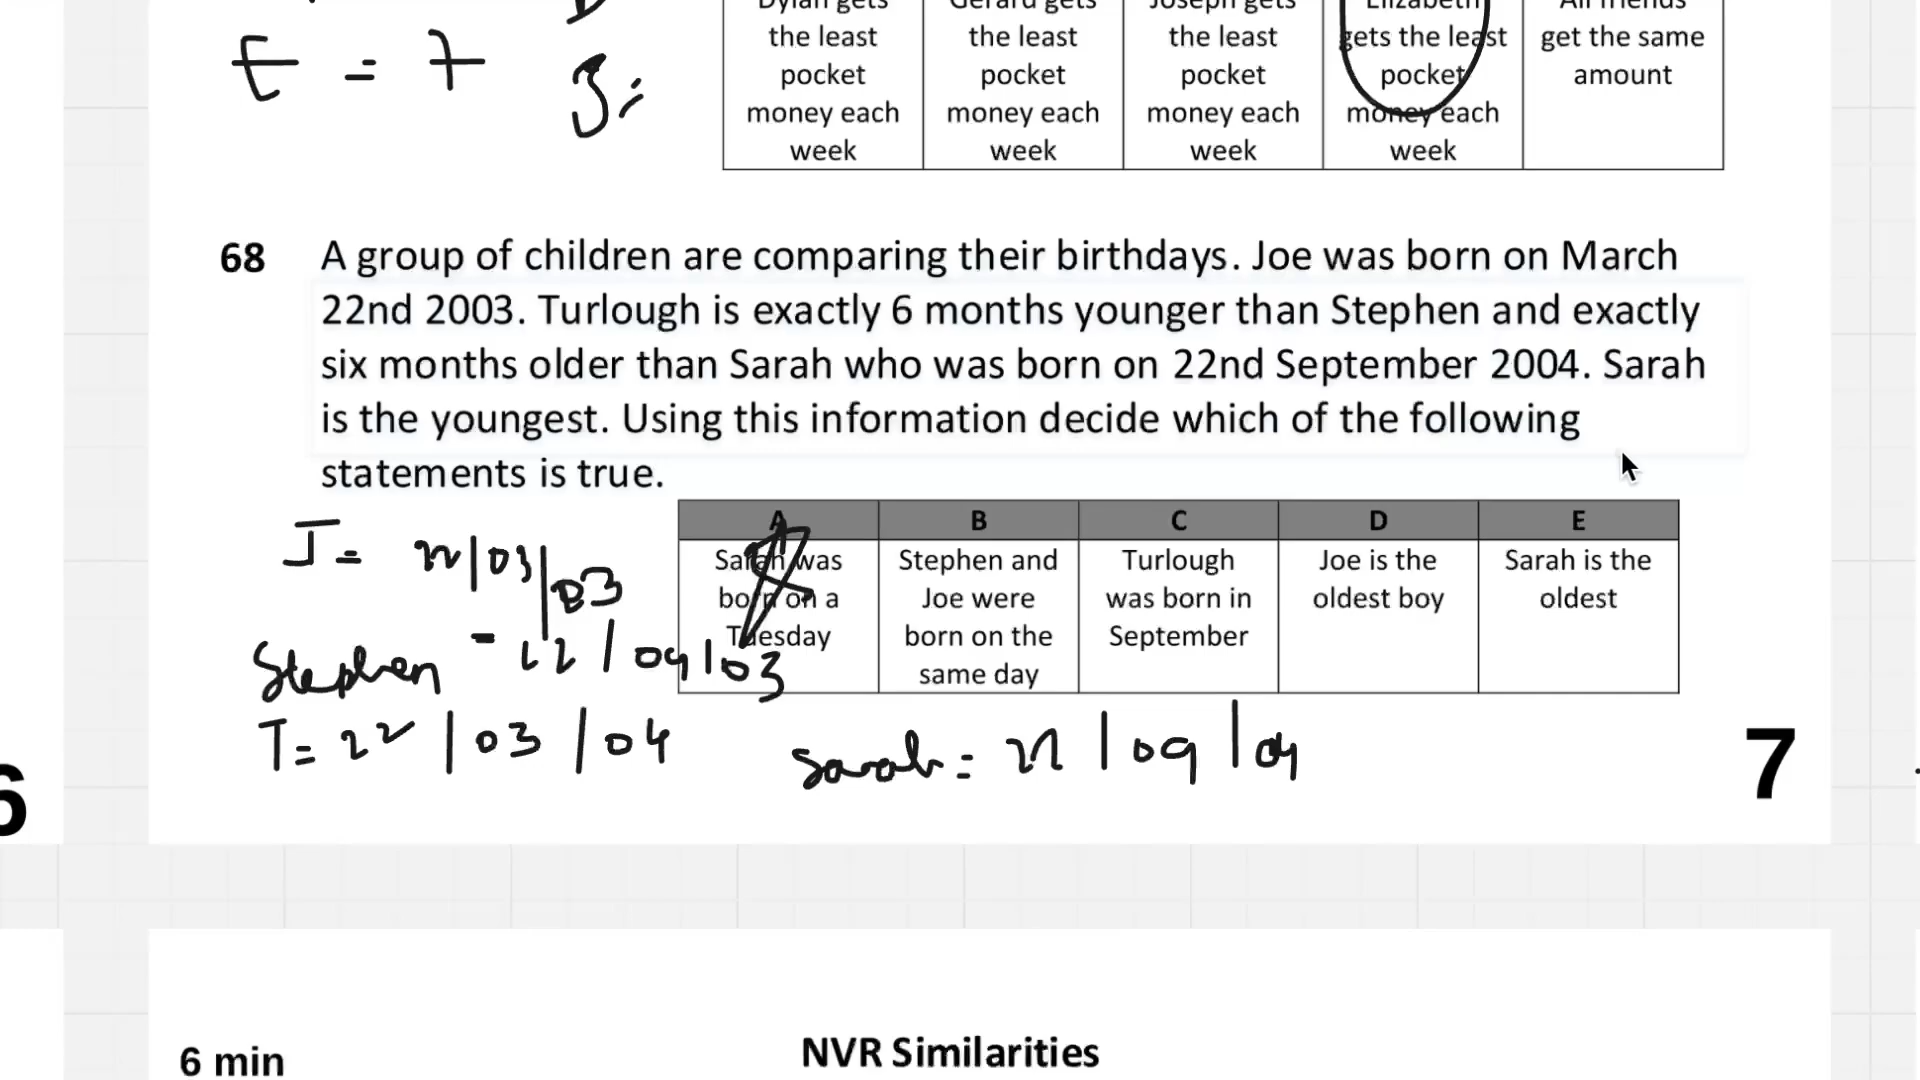 E = 7
J=
Dylan gets the least pocket money each week
Gerard gets the least pocket money each week
Joseph gets the least pocket money each week
Elizabeth gets the least pocket money each week
All friends get the same amount
68 A group of children are comparing their birthdays. Joe was born on March
22nd 2003. Turlough is exactly 6 months younger than Stephen and exactly
six months older than Sarah who was born on 22nd September 2004. Sarah
is the youngest. Using this information decide which of the following
statements is true.
A B C D E
Sarah was born on a Tuesday
Stephen and Joe were born on the same day
Turlough was born in September
Joe is the oldest boy
Sarah is the oldest
J = 22/03/03
Stephen - 22/09/03
T= 22/03/04
Sarah = 22/09/04
6
7
6 min
NVR Similarities